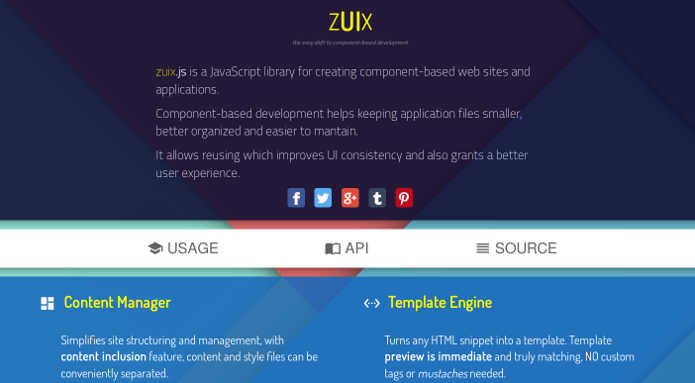 ZUIX
the easy shift to component-based development
zuix.js is a JavaScript library for creating component-based web sites and
applications.
Component-based development helps keeping application files smaller,
better organized and easier to mantain.
It allows reusing which improves UI consistency and also grants a better
user experience.
USAGE
API
SOURCE
Content Manager
Simplifies site structuring and management, with
content inclusion feature, content and style files can be
conveniently separated.
Template Engine
Turns any HTML snippet into a template. Template
preview is immediate and truly matching, NO custom
tags or mustaches needed.